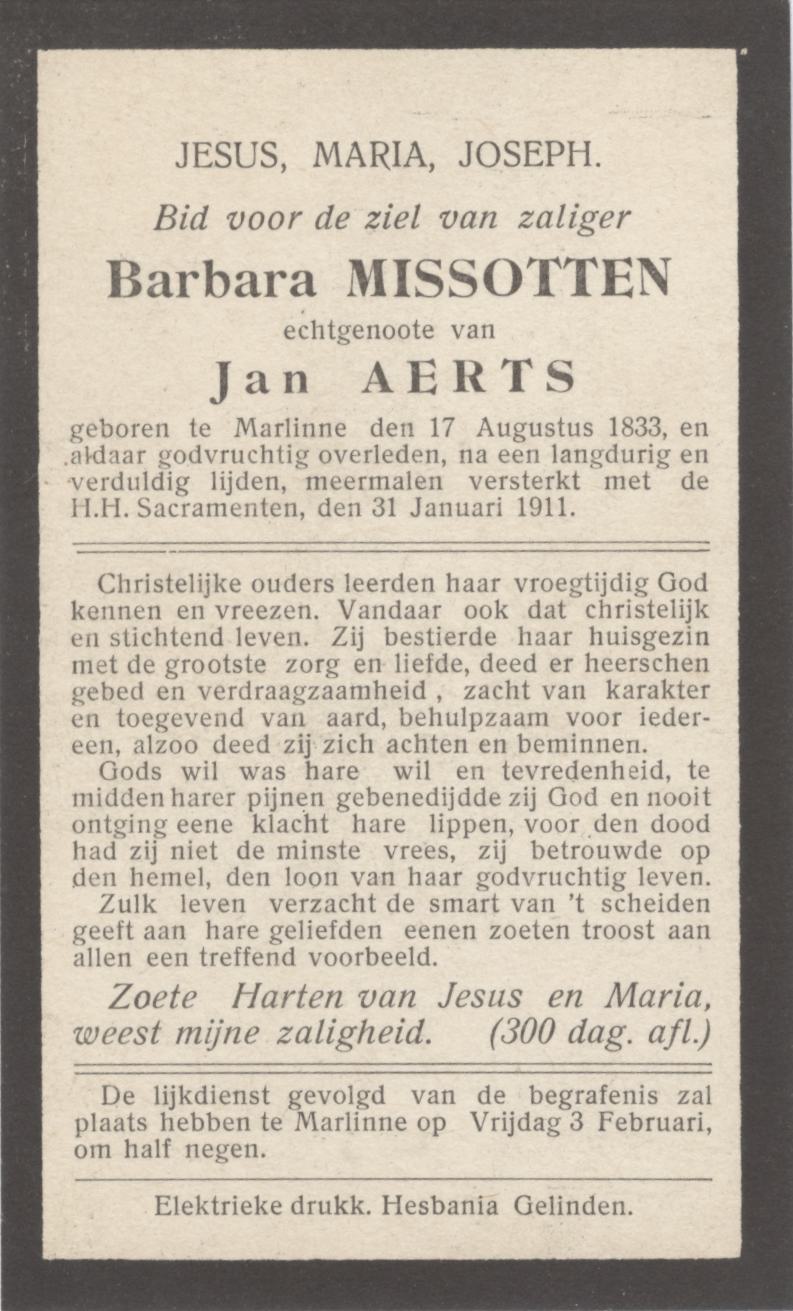 JESUS, MARIA, JOSEPH.
Bid voor de ziel van zaliger
Barbara MISSOTTEN
echtgenoote van
Jan AERTS
geboren te Marlinne den 17 Augustus 1833, en
aldaar godvruchtig overleden, na een langdurig en
verduldig lijden, meermalen versterkt met de
H.H. Sacramenten, den 31 Januari 1911.
Christelijke ouders leerden haar vroegtijdig God
kennen en vreezen. Vandaar ook dat christelijk
en stichtend leven. Zij bestierde haar huisgezin
met de grootste zorg en liefde, deed er heerschen
gebed en verdraagzaamheid, zacht van karakter
en toegevend van aard, behulpzaam voor ieder-
een, alzoo deed zij zich achten en beminnen.
Gods wil was hare wil en tevredenheid, te
midden harer pijnen gebenedijdde zij God en nooit
ontging eene klacht hare lippen, voor den dood
had zij niet de minste vrees, zij betrouwde op
den hemel, den loon van haar godvruchtig leven.
Zulk leven verzacht de smart van 't scheiden
geeft aan hare geliefden eenen zoeten troost aan
allen een treffend voorbeeld.
Zoete Harten van Jesus en Maria,
weest mijne zaligheid. (300 dag. afl.)
De lijkdienst gevolgd van de begrafenis zal
plaats hebben te Marlinne op Vrijdag 3 Februari,
om half negen.
Elektrieke drukk. Hesbania Gelinden.